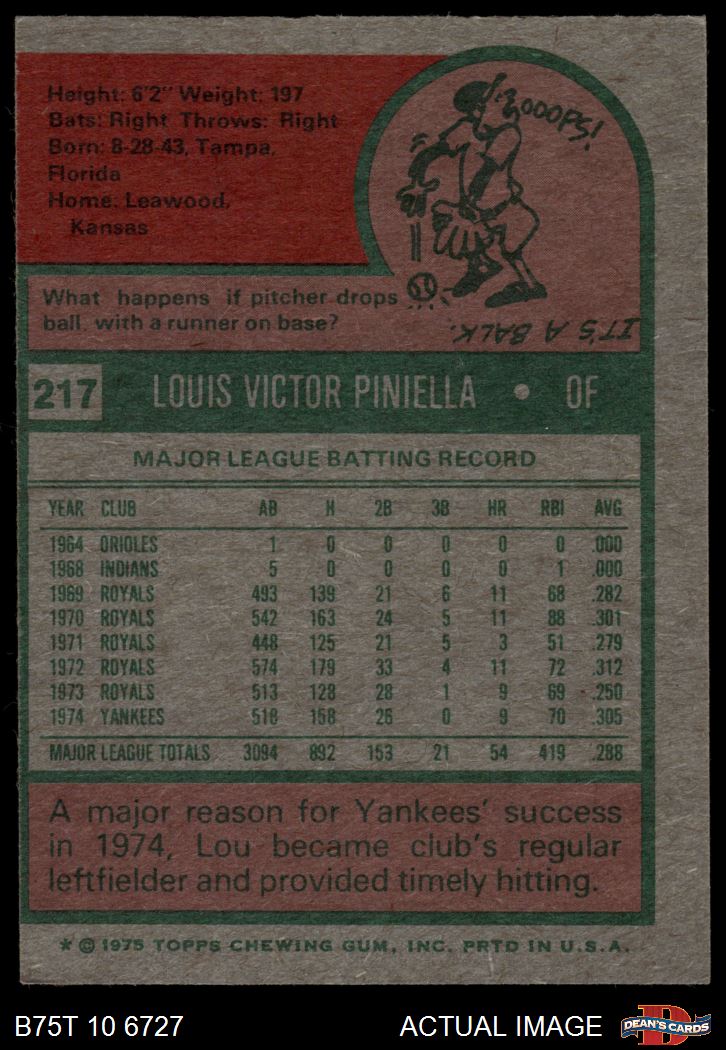 Height: 6'2" Weight: 197
Bats: Right Throws: Right
Born: 8-28-43, Tampa,
Florida
Home: Leawood,
Kansas
ZOOOPS!
What happens if pitcher drops
ball with a runner on base?
IT'S A BALK.
217 LOUIS VICTOR PINIELLA • OF
MAJOR LEAGUE BATTING RECORD
YEAR CLUB AB H 2B 3B HR RBI AVG
1964 ORIOLES 1 0 0 0 0 0 .000
1968 INDIANS 5 0 0 0 0 1 .000
1969 ROYALS 493 139 21 6 11 68 .282
1970 ROYALS 542 163 24 5 11 88 .301
1971 ROYALS 448 125 21 5 3 51 .279
1972 ROYALS 574 179 33 4 11 72 .312
1973 ROYALS 513 128 28 1 9 69 .250
1974 YANKEES 518 158 26 0 9 70 .305
MAJOR LEAGUE TOTALS 3094 892 153 21 54 419 .288
A major reason for Yankees' success
in 1974, Lou became club's regular
leftfielder and provided timely hitting.
* © 1975 TOPPS CHEWING GUM, INC. PRTD IN U.S.A.
B75T 10 6727 ACTUAL IMAGE
D
DEAN'S CARDS